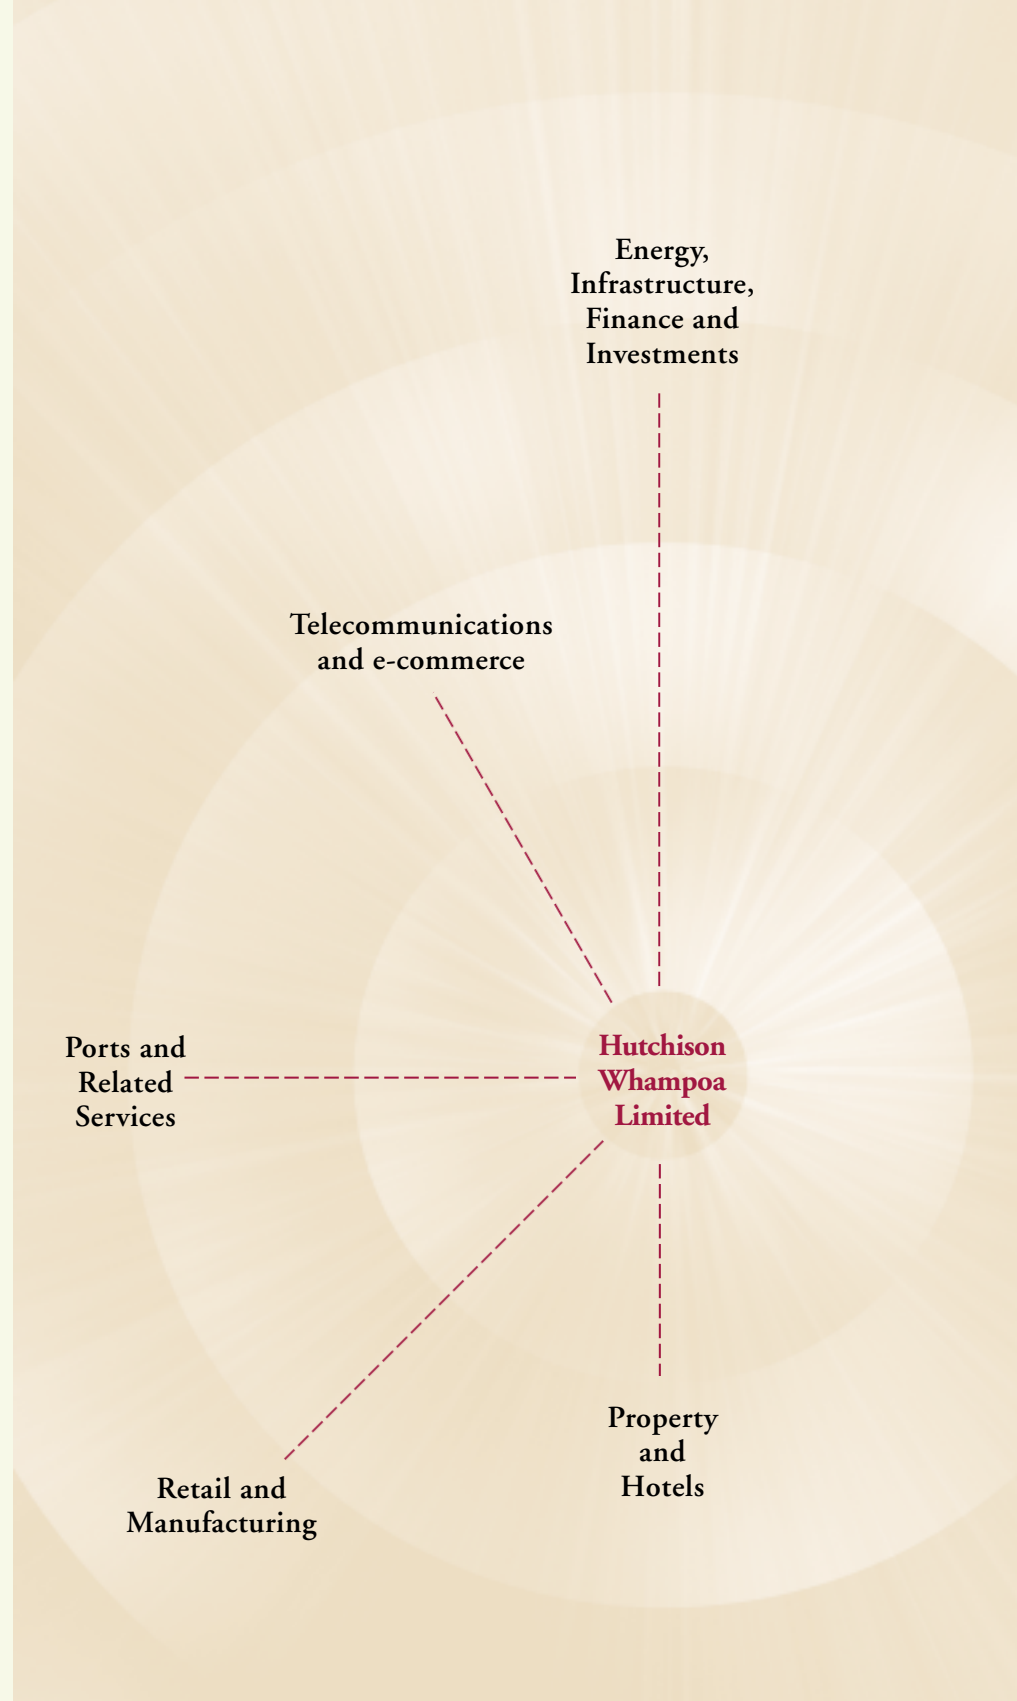 Energy,
Infrastructure,
Finance and
Investments
Telecommunications
and e-commerce
Ports and
Related
Services
Hutchison
Whampoa
Limited
Property
and
Hotels
Retail and
Manufacturing